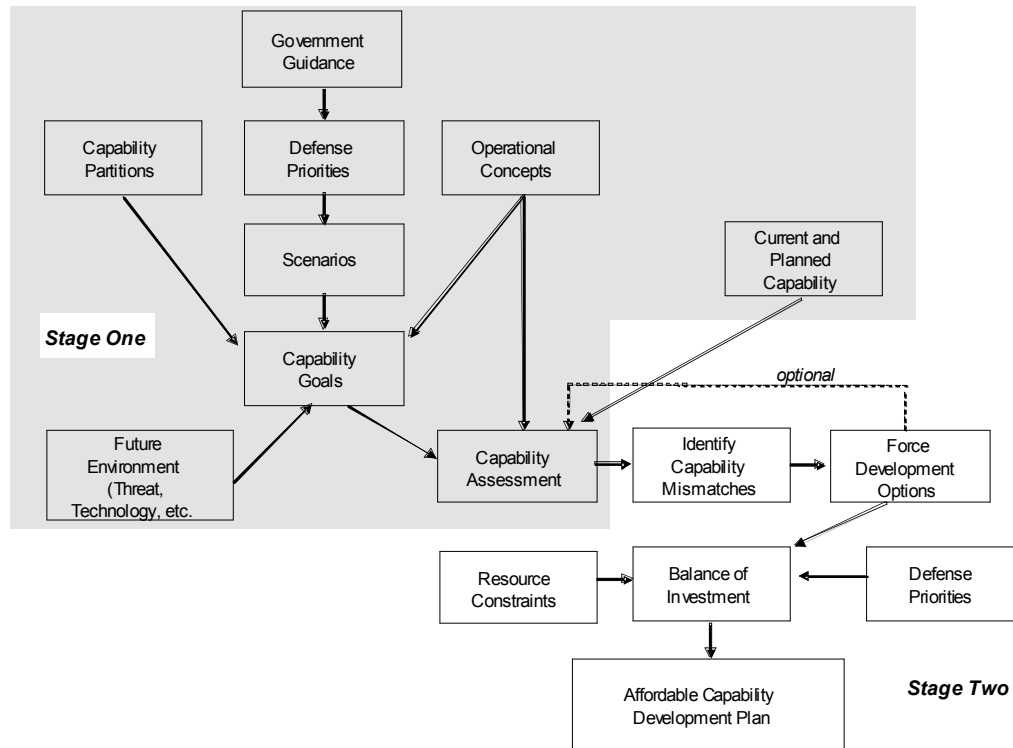 Government
Guidance
Capability
Partitions
Defense
Priorities
Operational
Concepts
Scenarios
Current and
Planned
Capability
Stage One
Capability
Goals
optional
Future
Environment
(Threat,
Technology, etc.
Capability
Assessment
Identify
Capability
Mismatches
Force
Development
Options
Resource
Constraints
Balance of
Investment
Defense
Priorities
Affordable Capability
Development Plan
Stage Two